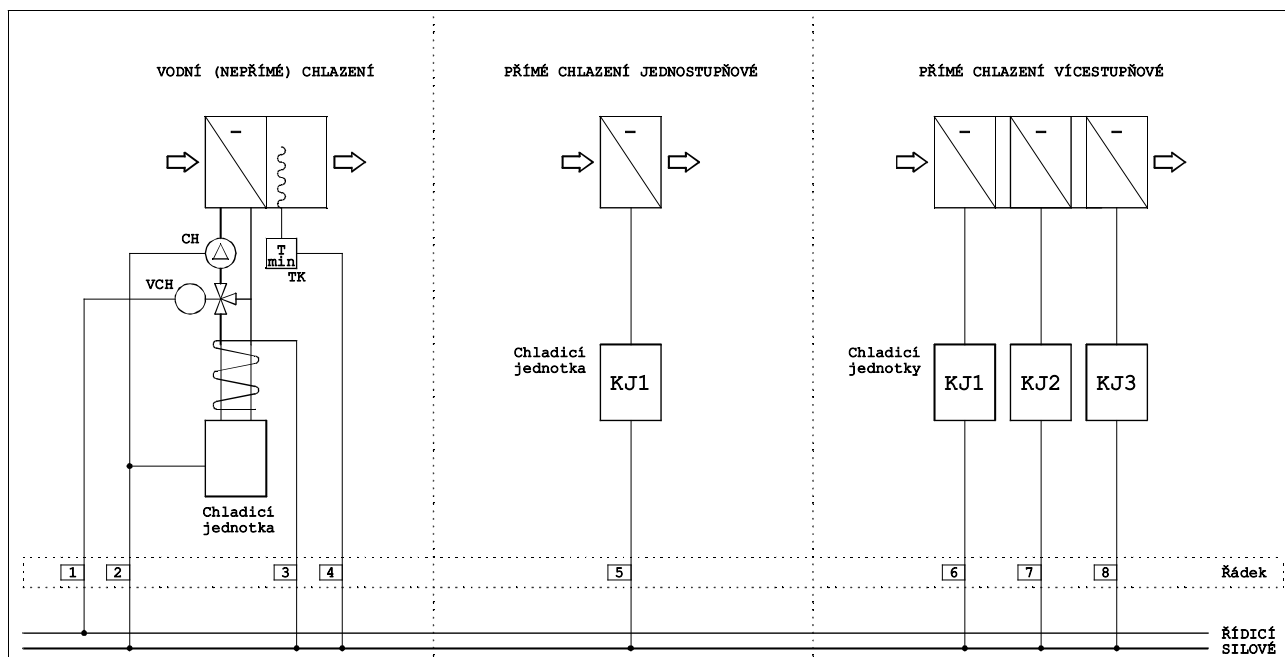 VODNÍ (NEPŘÍMÉ) CHLAZENÍ
PŘÍMÉ CHLAZENÍ JEDNOSTUPŇOVÉ
PŘÍMÉ CHLAZENÍ VÍCESTUPŇOVÉ
-
-
-
-
-
CH
T
min
TK
VCH
Chladicí
jednotka
KJ1
Chladicí
jednotky
KJ1
KJ2
KJ3
Chladicí
jednotka
1
2
3
4
5
6
7
8
Řádek
ŘÍDICÍ
SILOVÉ